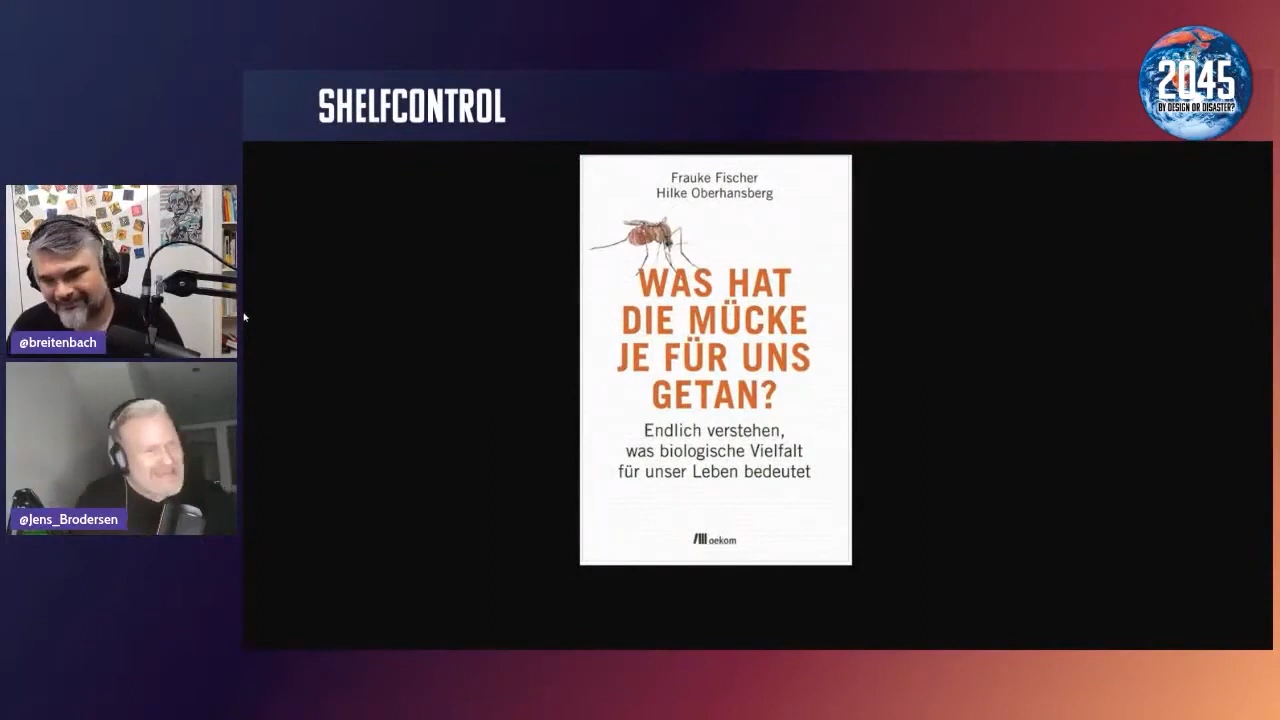 SHELFCONTROL
2045
BY DESIGN OR DISASTER?
Frauke Fischer
Hilke Oberhansberg
WAS HAT
DIE MÜCKE
JE FÜR UNS
GETAN?
Endlich verstehen,
was biologische Vielfalt
für unser Leben bedeutet
oekom
@breitenbach
@Jens_Brodersen